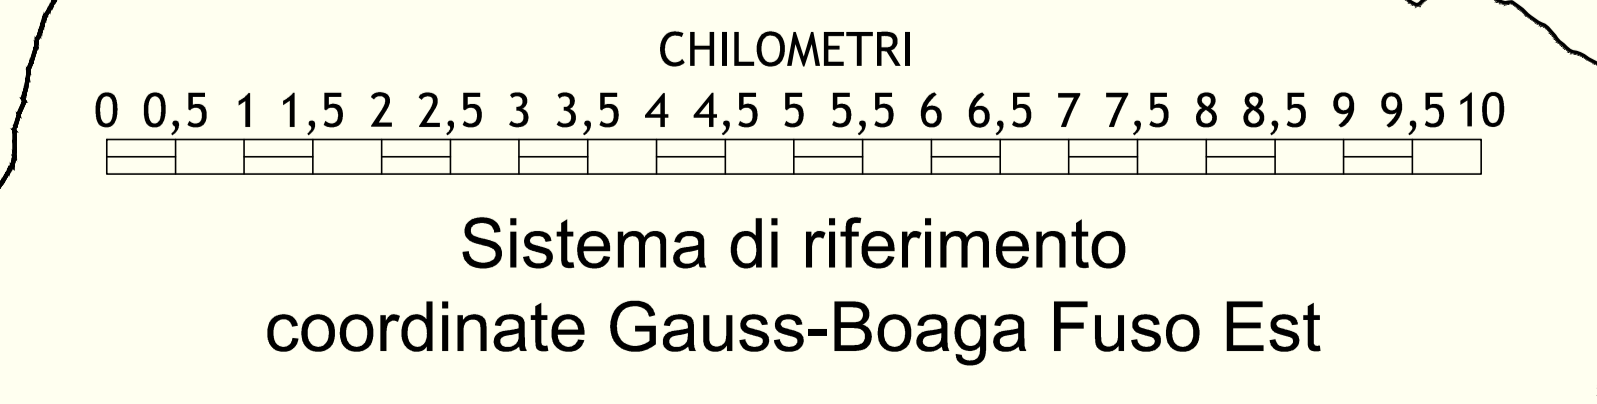 CHILOMETRI
0 0,5 1 1,5 2 2,5 3 3,5 4 4,5 5 5,5 6 6,5 7 7,5 8 8,5 9 9,5 10
Sistema di riferimento
coordinate Gauss-Boaga Fuso Est